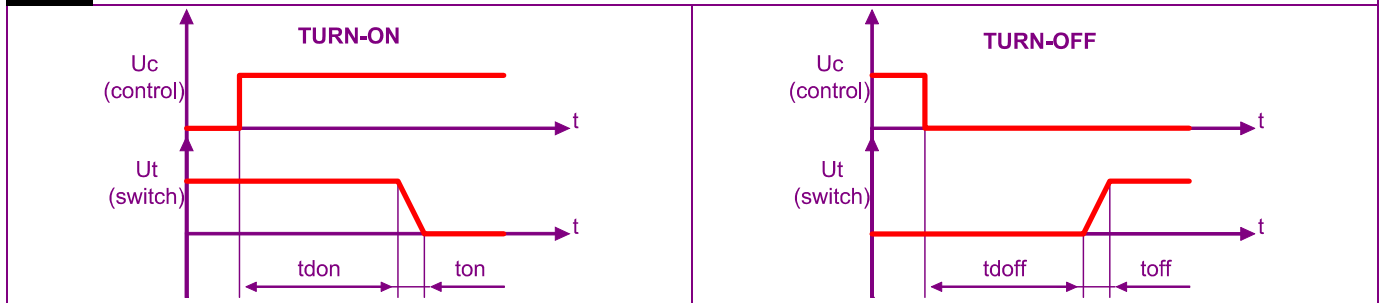 TURN-ON
Uc
(control)
t
Ut
(switch)
t
tdon
ton
TURN-OFF
Uc
(control)
t
Ut
(switch)
t
tdoff
toff